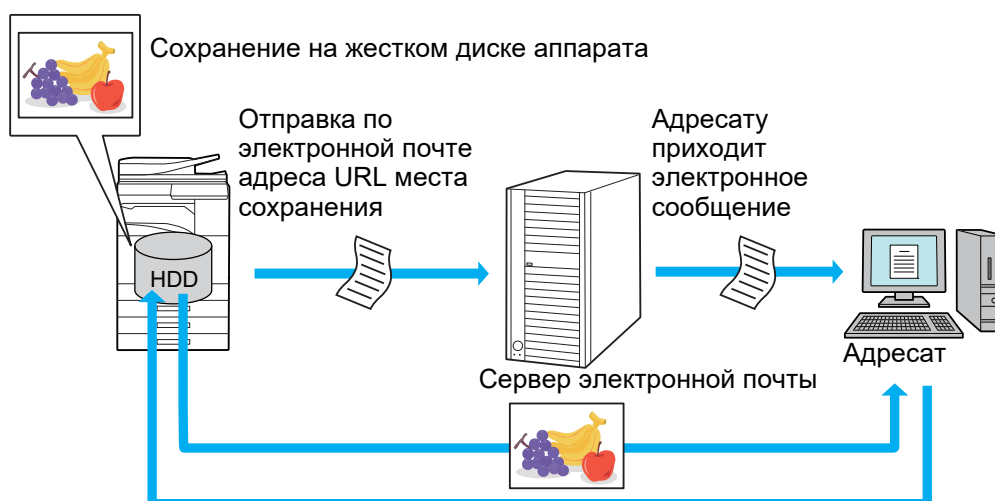 Сохранение на жестком диске аппарата
Отправка по
электронной почте
адреса URL места
сохранения
Адресату
приходит
электронное
сообщение
HDD
Адресат
Сервер электронной почты